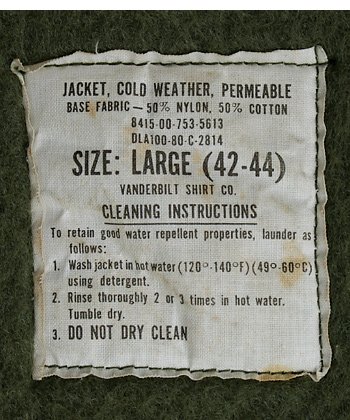 JACKET, COLD WEATHER, PERMEABLE
BASE FABRIC — 50% NYLON, 50% COTTON
8415-00-753-5613
DLA100-80-C-2814
SIZE: LARGE (42-44)
VANDERBILT SHIRT CO.
CLEANING INSTRUCTIONS
To retain good water repellent properties, launder as
follows:
1. Wash jacket in hot water (120°-140°F) (49°-60°C)
using detergent.
2. Rinse thoroughly 2 or 3 times in hot water.
Tumble dry.
3. DO NOT DRY CLEAN